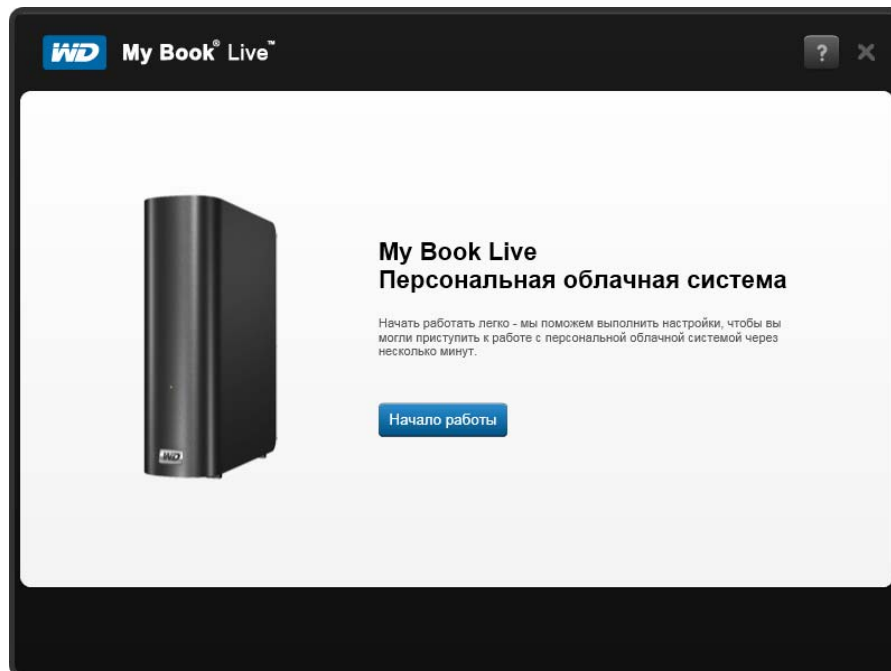 WD My Book® Live™ ?
My Book Live
Персональная облачная система
Начать работать легко - мы поможем выполнить настройки, чтобы вы
могли приступить к работе с персональной облачной системой через
несколько минут.
Начало работы
WD